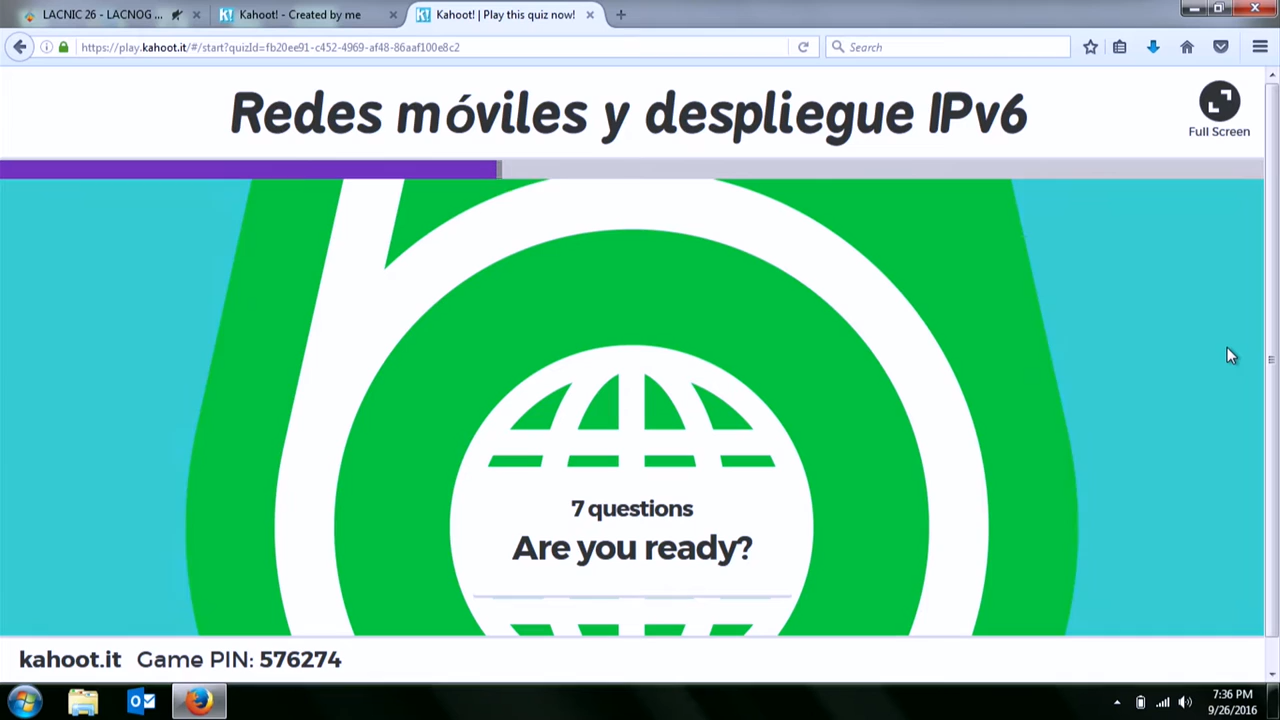 LACNIC 26 - LACNOG ...
Kahoot! - Created by me
Kahoot! | Play this quiz now!
https://play.kahoot.it/#/start?quizId=fb20ee91-c452-4969-af48-86aaf100e8c2
Search
Redes móviles y despliegue IPv6
Full Screen
7 questions
Are you ready?
kahoot.it Game PIN: 576274
7:36 PM
9/26/2016